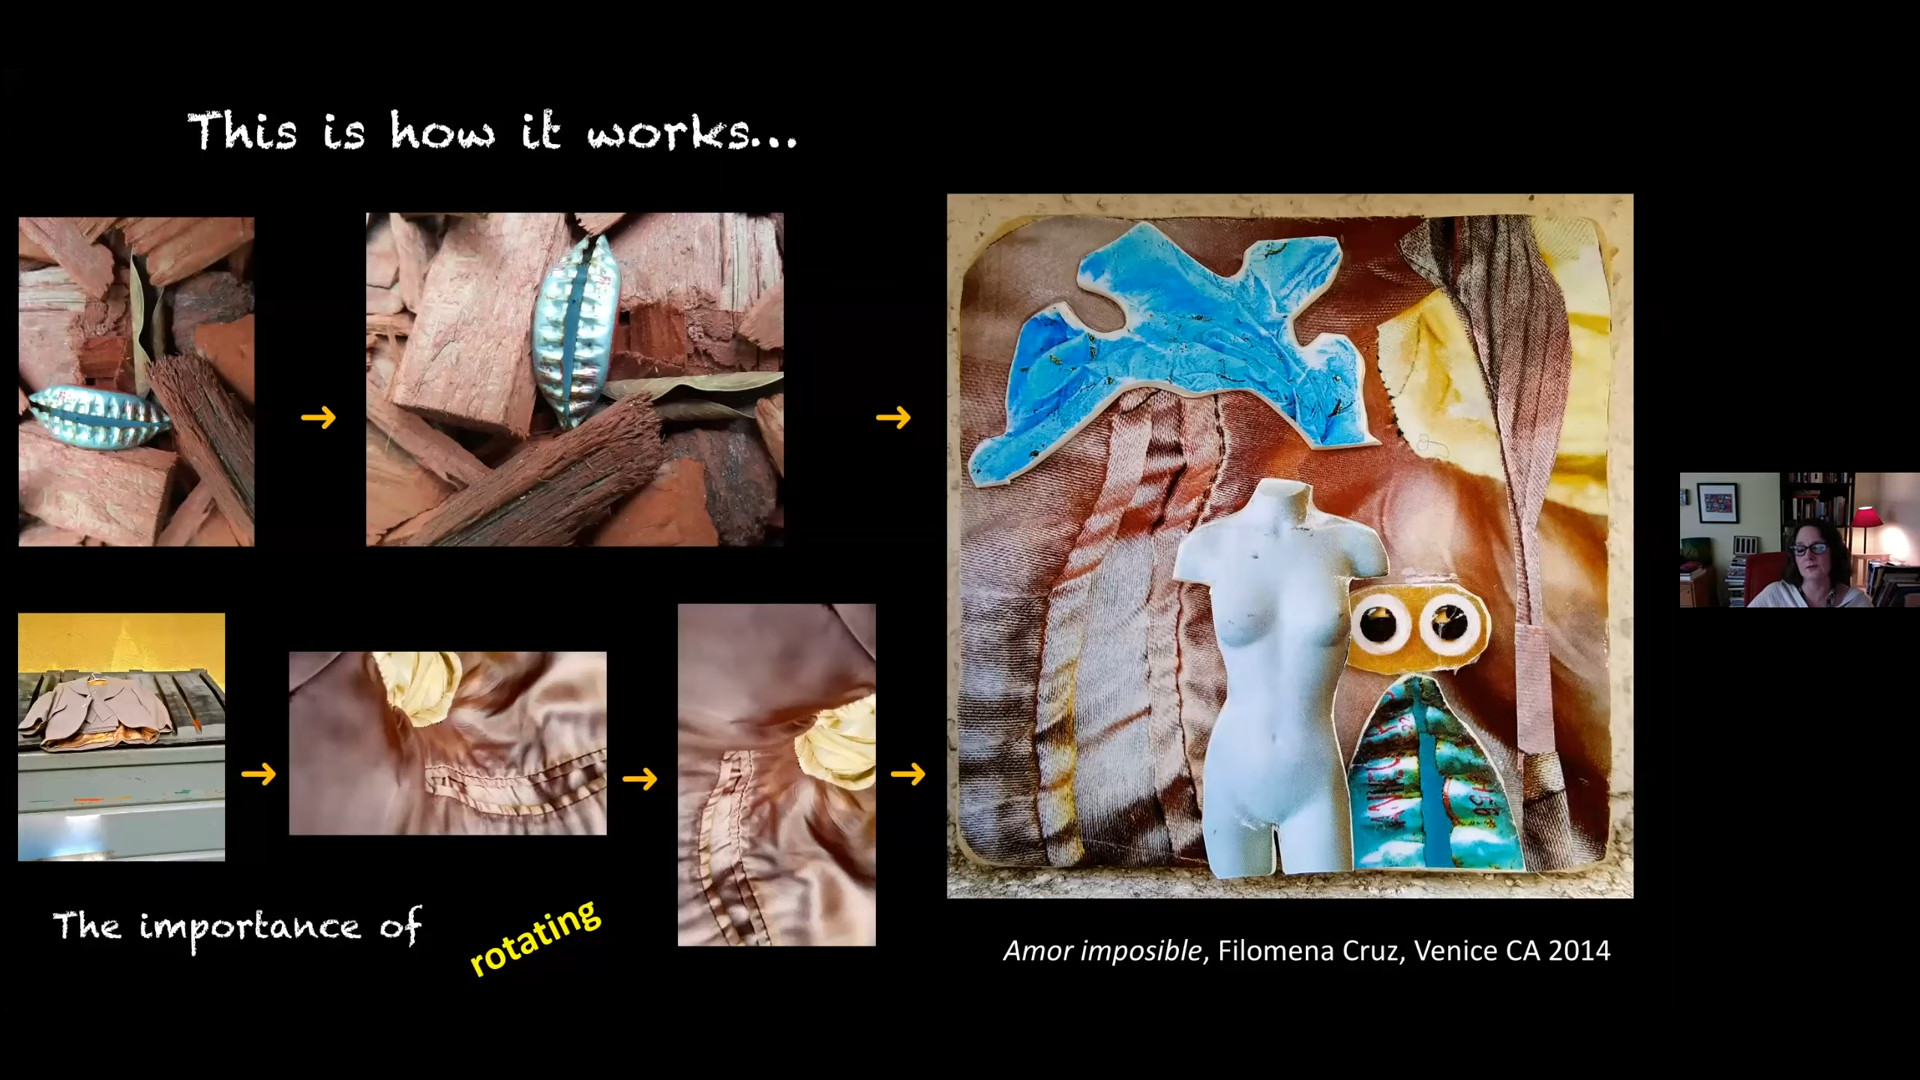 This is how it works...
The importance of
rotating
Amor imposible, Filomena Cruz, Venice CA 2014